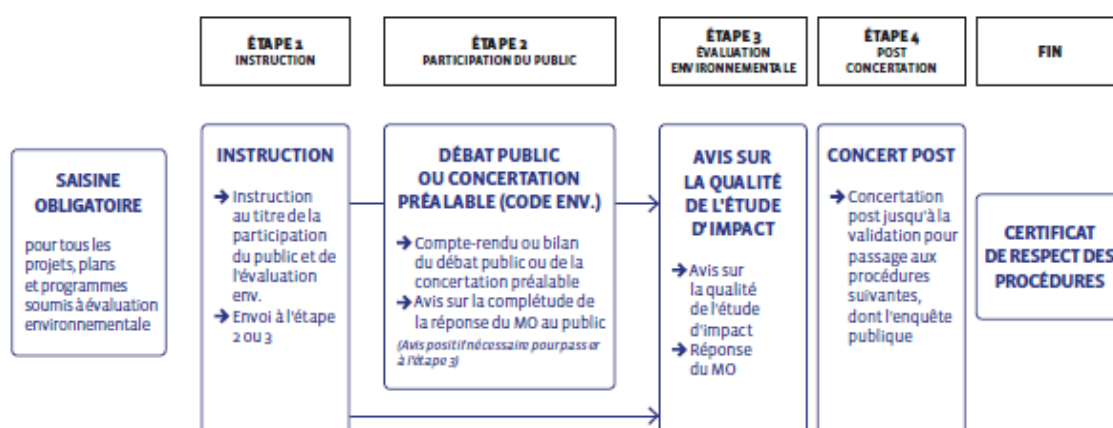 ÉTAPE 1
INSTRUCTION
ÉTAPE 2
PARTICIPATION DU PUBLIC
ÉTAPE 3
ÉVALUATION
ENVIRONNEMENTALE
ÉTAPE 4
POST
CONCERTATION
FIN
SAISINE
OBLIGATOIRE
pour tous les
projets, plans
et programmes
soumis à évaluation
environnementale
INSTRUCTION
→ Instruction
au titre de la
participation
du public et de
l'évaluation
env.
→ Envoi à l'étape
2 ou 3
DÉBAT PUBLIC
OU CONCERTATION
PRÉALABLE (CODE ENV.)
→ Compte-rendu ou bilan
du débat public ou de la
concertation préalable
→ Avis sur la complétude de
la réponse du MO au public
(Avis positif nécessaire pour passer
à l'étape 3)
AVIS SUR
LA QUALITÉ
DE L'ÉTUDE
D'IMPACT
→ Avis sur
la qualité
de l'étude
d'impact
→ Réponse
du MO
CONCERT POST
→ Concertation
post jusqu'à la
validation pour
passage aux
procédures
suivantes,
dont l'enquête
publique
CERTIFICAT
DE RESPECT DES
PROCÉDURES